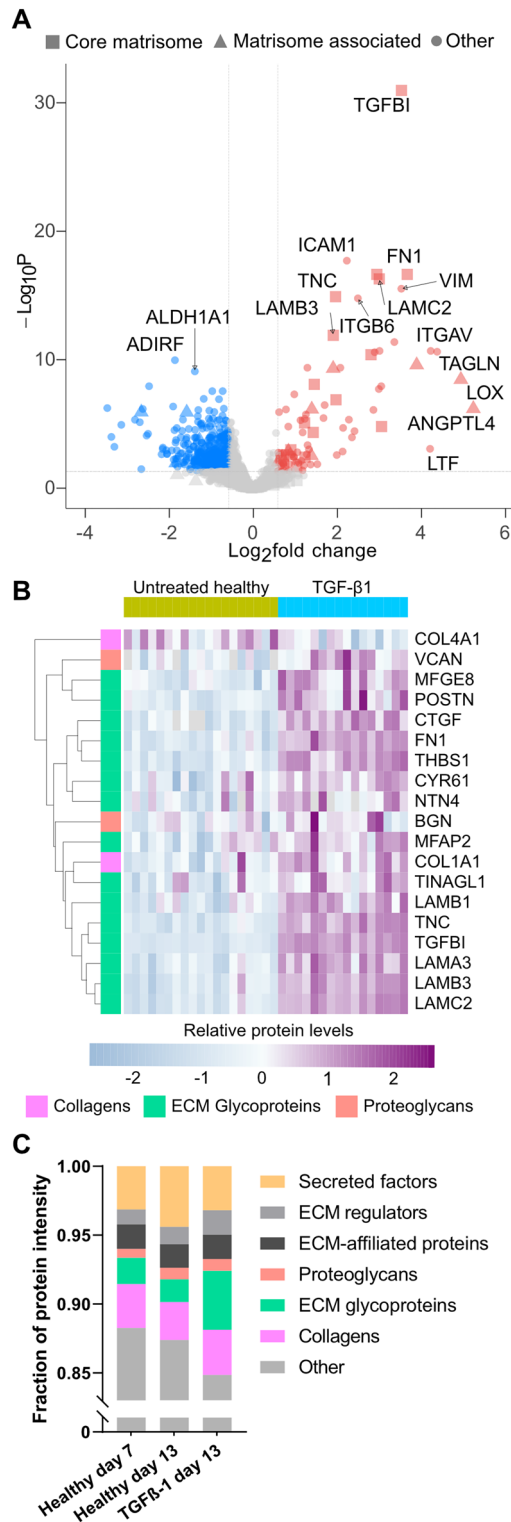 A
Core matrisome Matrisome associated Other
30
TGFBI
20
ICAM1
FN1
TNC
VIM
LAMB3
LAMC2
ITGB6
ALDH1A1
ITGAV
ADIRF
10
TAGLN
LOX
ANGPTL4
LTF
0
– Log10P
-4 -2 0 2 4 6
Log2fold change
B
Untreated healthy TGF-β1
COL4A1
VCAN
MFGE8
POSTN
CTGF
FN1
THBS1
CYR61
NTN4
BGN
MFAP2
COL1A1
TINAGL1
LAMB1
TNC
TGFBI
LAMA3
LAMB3
LAMC2
Relative protein levels
-2 -1 0 1 2
Collagens ECM Glycoproteins Proteoglycans
C
1.00
0.95
0.90
0.85
0
Fraction of protein intensity
Secreted factors
ECM regulators
ECM-affiliated proteins
Proteoglycans
ECM glycoproteins
Collagens
Other
Healthy day 7
Healthy day 13
TGFß-1 day 13